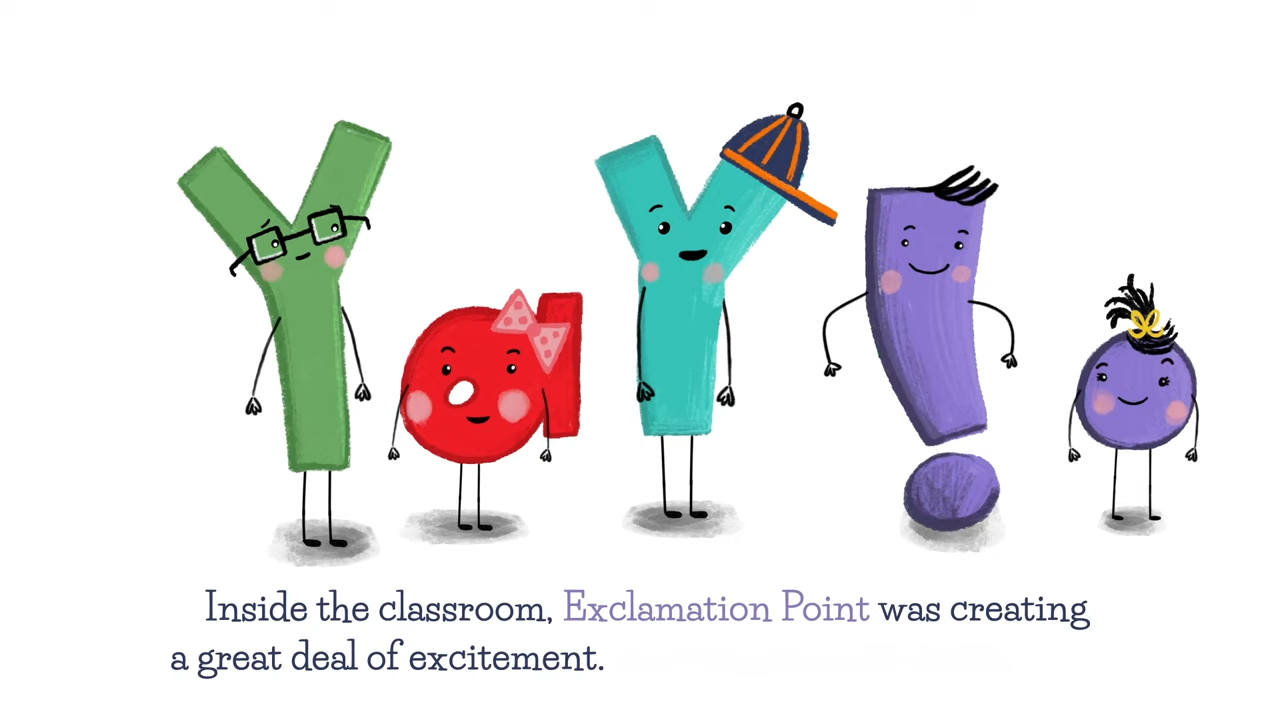 YaY!
Inside the classroom, Exclamation Point was creating
a great deal of excitement.